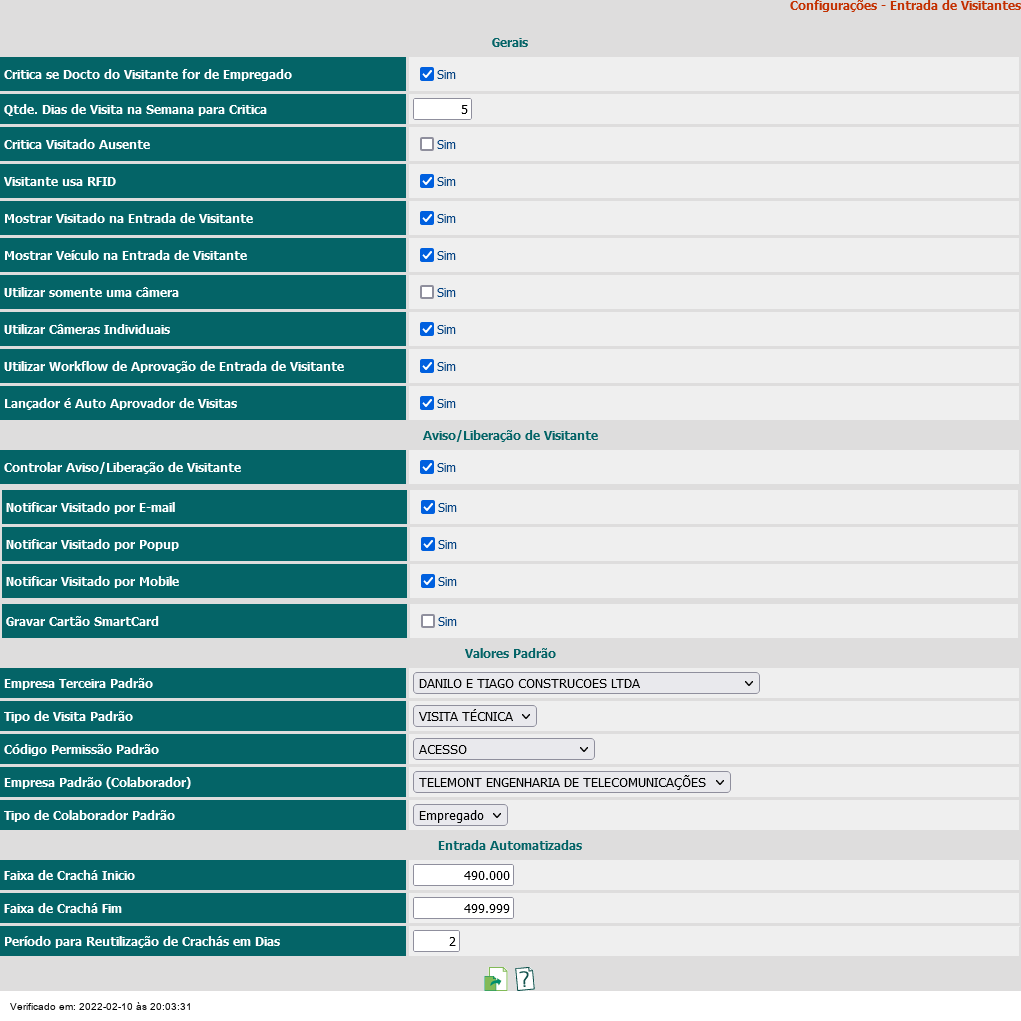 Configurações - Entrada de Visitantes
Gerais
Critica se Docto do Visitante for de Empregado Sim
Qtde. Dias de Visita na Semana para Critica 5
Critica Visitado Ausente Sim
Visitante usa RFID Sim
Mostrar Visitado na Entrada de Visitante Sim
Mostrar Veículo na Entrada de Visitante Sim
Utilizar somente uma câmera Sim
Utilizar Câmeras Individuais Sim
Utilizar Workflow de Aprovação de Entrada de Visitante Sim
Lançador é Auto Aprovador de Visitas Sim
Aviso/Liberação de Visitante
Controlar Aviso/Liberação de Visitante Sim
Notificar Visitado por E-mail Sim
Notificar Visitado por Popup Sim
Notificar Visitado por Mobile Sim
Gravar Cartão SmartCard Sim
Valores Padrão
Empresa Terceira Padrão DANILO E TIAGO CONSTRUCOES LTDA
Tipo de Visita Padrão VISITA TÉCNICA
Código Permissão Padrão ACESSO
Empresa Padrão (Colaborador) TELEMONT ENGENHARIA DE TELECOMUNICAÇÕES
Tipo de Colaborador Padrão Empregado
Entrada Automatizadas
Faixa de Crachá Inicio 490.000
Faixa de Crachá Fim 499.999
Período para Reutilização de Crachás em Dias 2
?
Verificado em: 2022-02-10 às 20:03:31